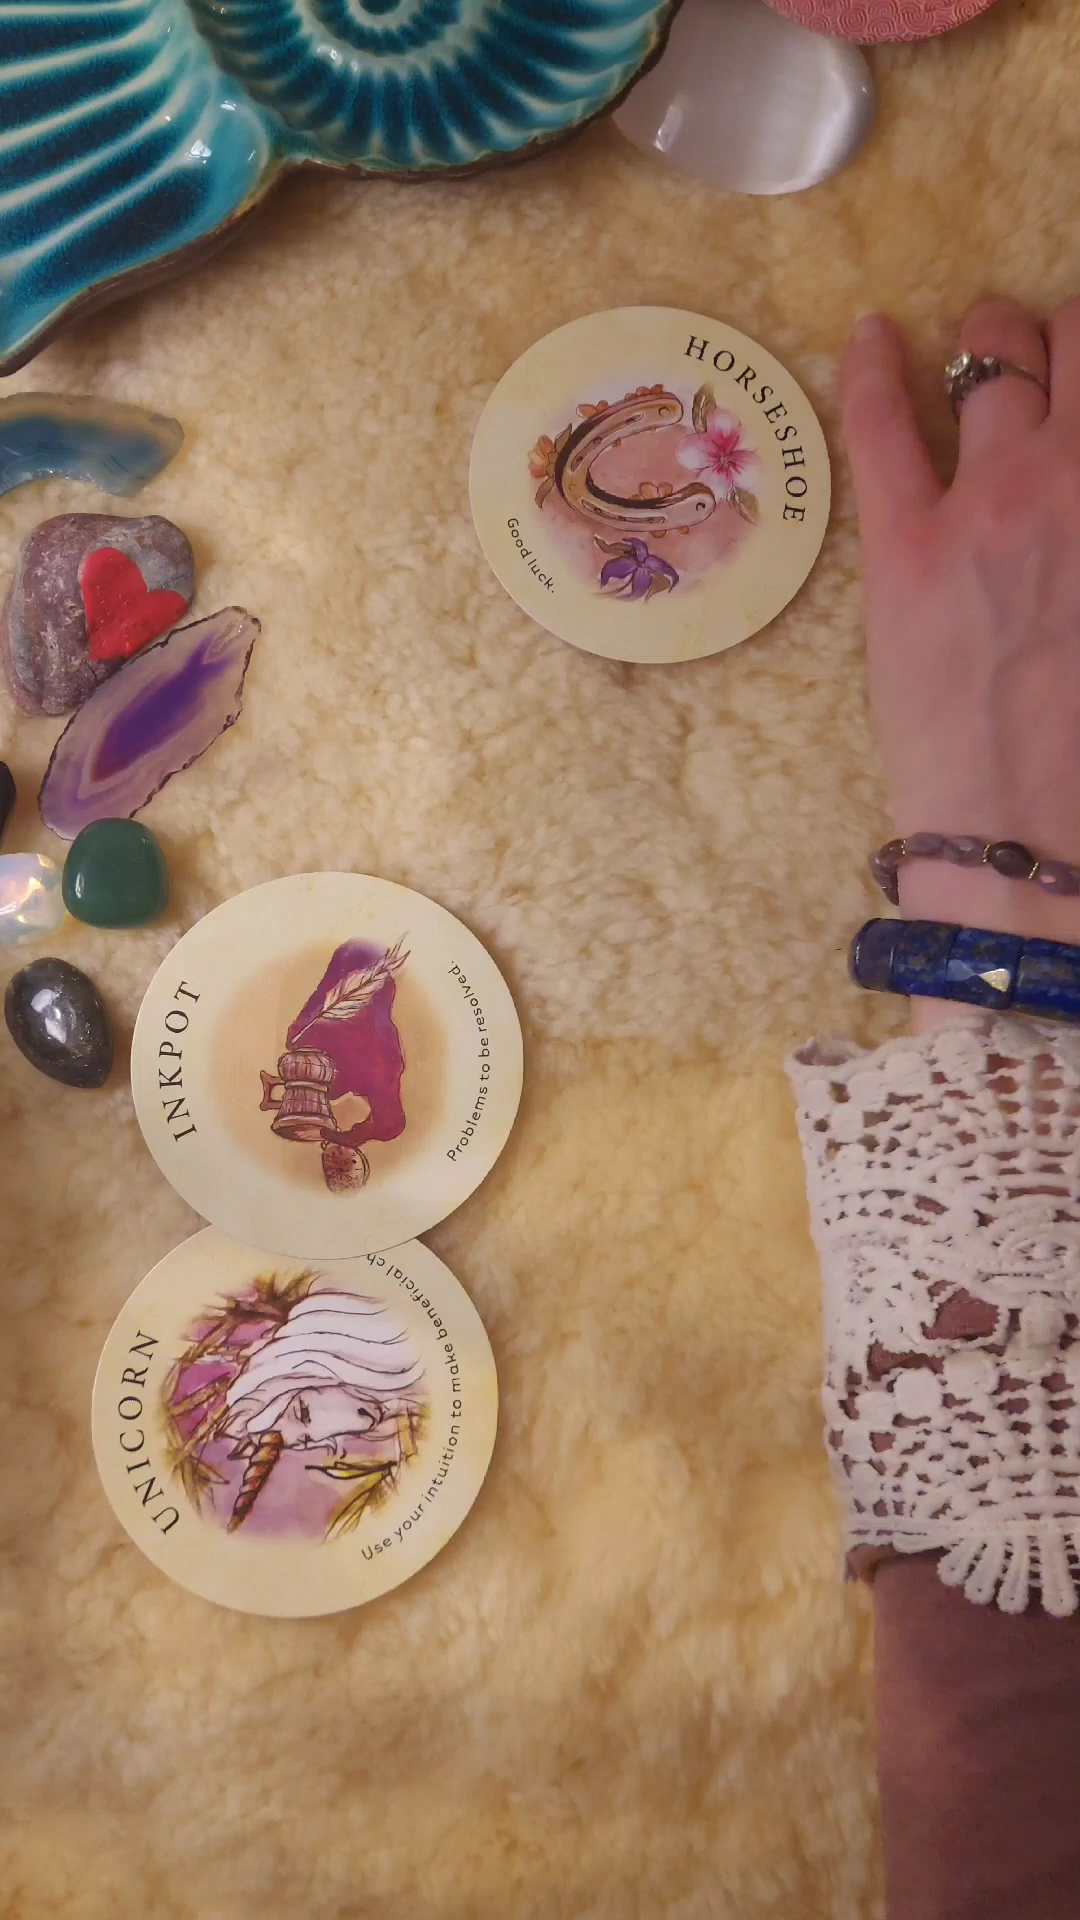 HORSESHOE
Good luck.
INKPOT
Problems to be resolved.
UNICORN
Use your intuition to make beneficial ch